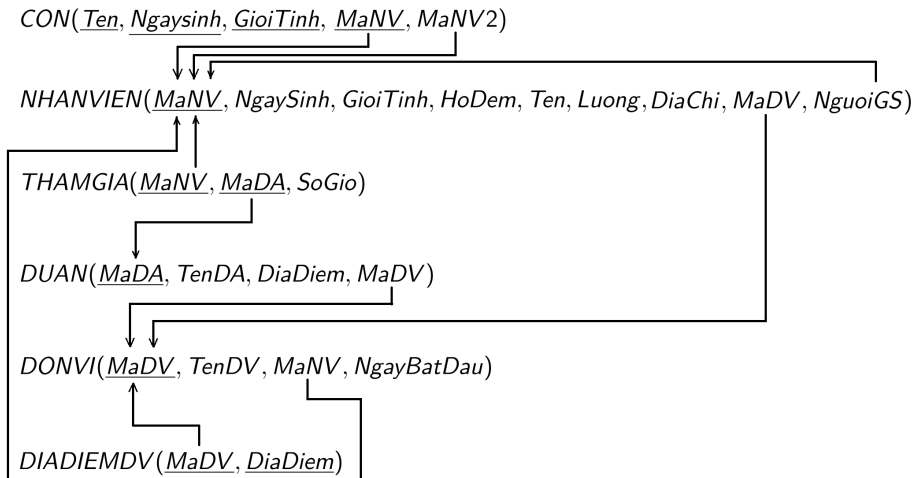 CON(Ten, Ngaysinh, GioiTinh, MaNV, MaNV2)
NHANVIEN(MaNV, NgaySinh, GioiTinh, HoDem, Ten, Luong, DiaChi, MaDV, NguoiGS)
THAMGIA(MaNV, MaDA, SoGio)
DUAN(MaDA, TenDA, DiaDiem, MaDV)
DONVI(MaDV, TenDV, MaNV, NgayBatDau)
DIADIEMDV(MaDV, DiaDiem)